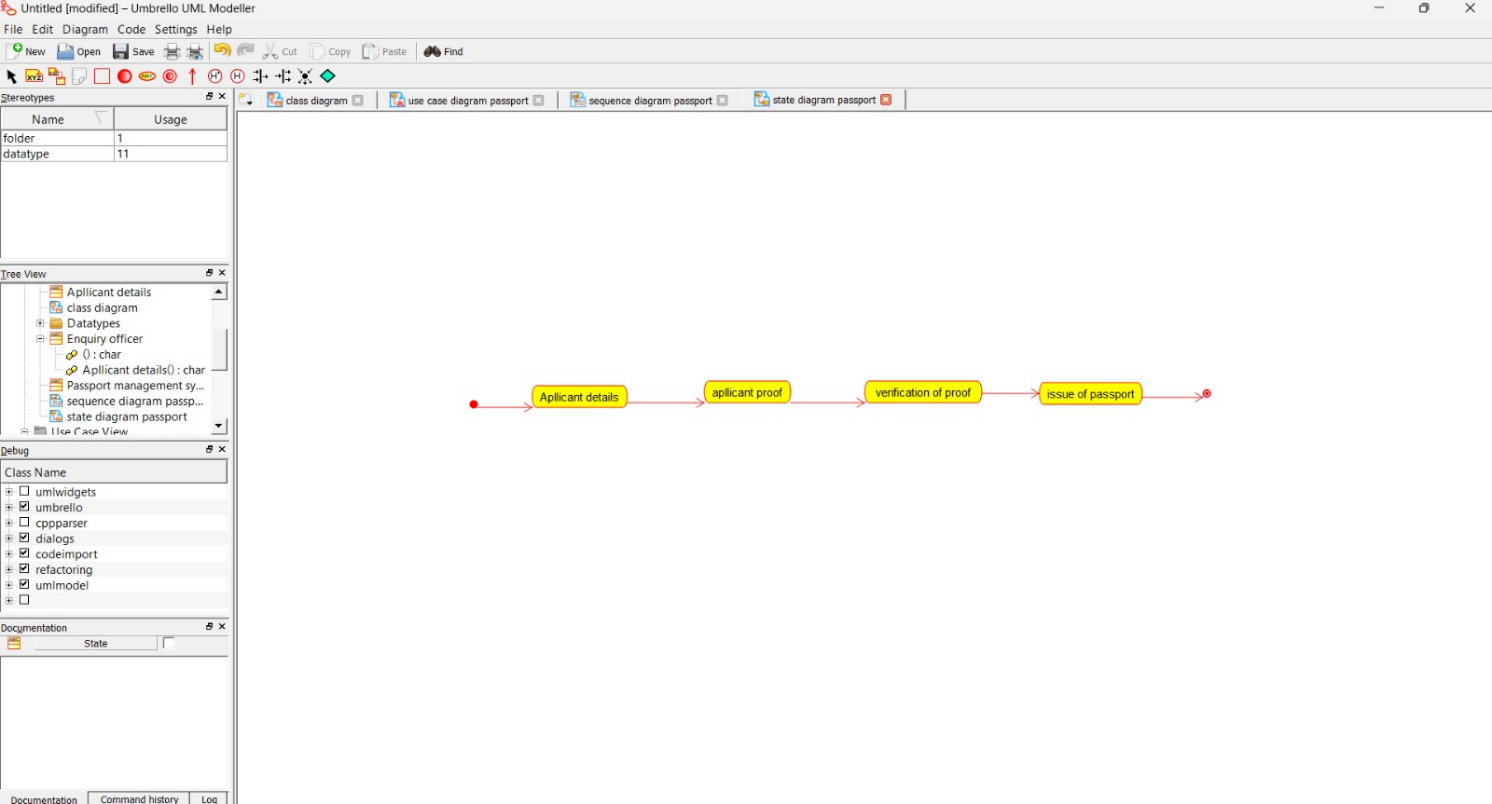 Untitled [modified] – Umbrello UML Modeller
File Edit Diagram Code Settings Help
New Open Save Cut Copy Paste Find
Stereotypes
Name Usage
folder 1
datatype 11
class diagram use case diagram passport sequence diagram passport state diagram passport
Tree View
Apllicant details
class diagram
Datatypes
Enquiry officer
() : char
Apllicant details() : char
Passport management sy...
sequence diagram passp...
state diagram passport
Use Case View
Apllicant details apllicant proof verification of proof issue of passport
Debug
Class Name
umlwidgets
umbrello
cppparser
dialogs
codeimport
refactoring
umlmodel
Documentation
State
Documentation Command history Log